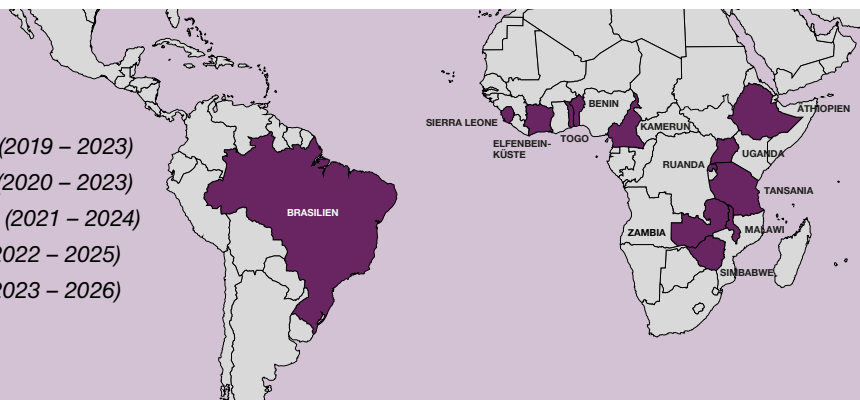 (2019 – 2023)
(2020 – 2023)
(2021 – 2024)
2022 – 2025)
2023 – 2026)
BRASILIEN
SIERRA LEONE
ELFENBEIN-
KÜSTE
TOGO
BENIN
KAMERUN
ÄTHIOPIEN
UGANDA
RUANDA
TANSANIA
ZAMBIA
MALAWI
SIMBABWE